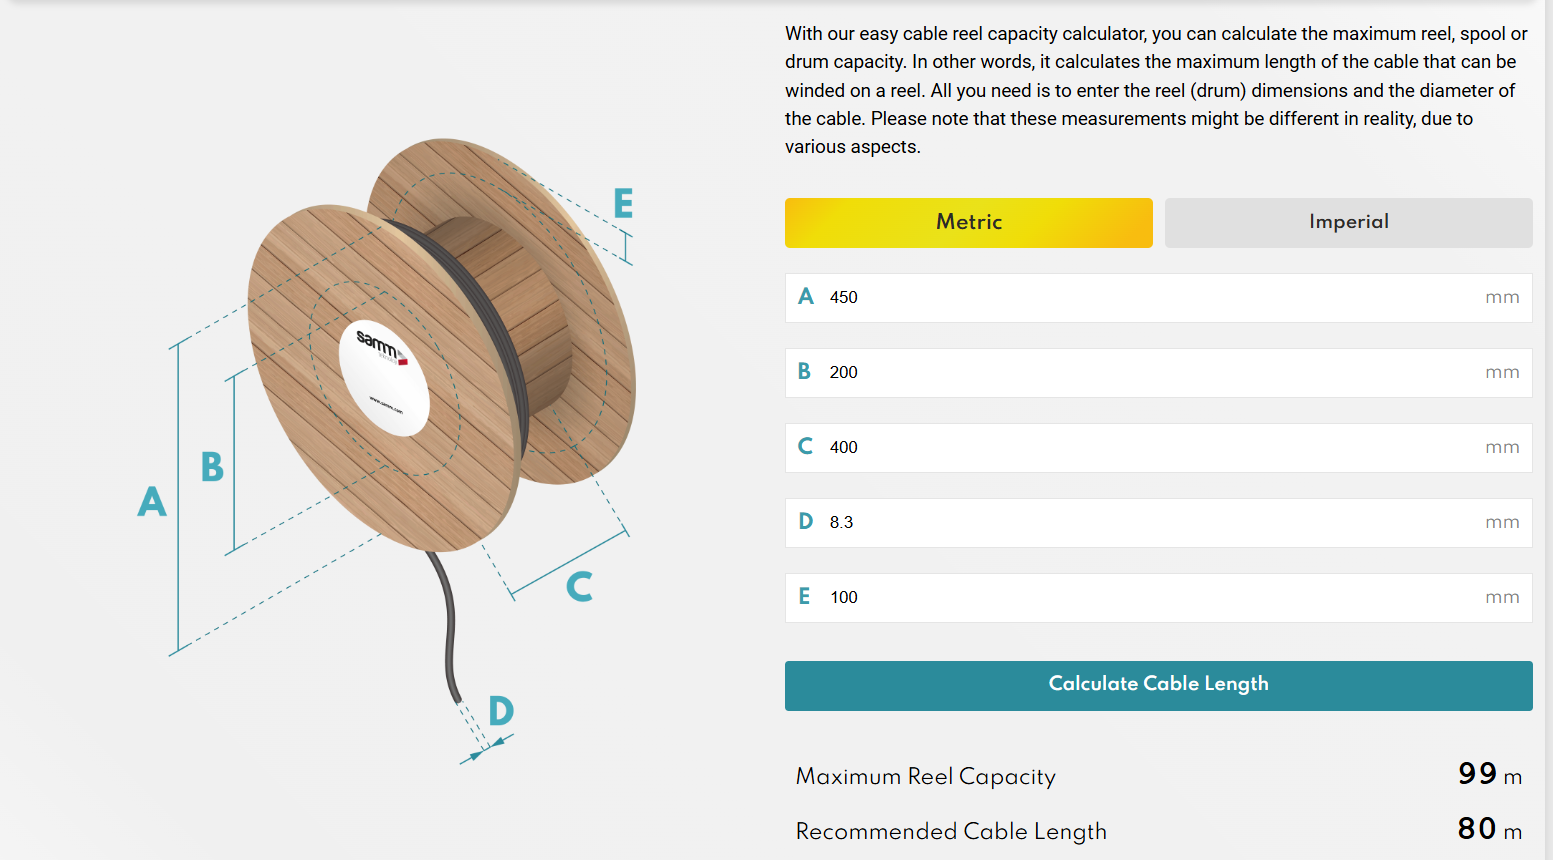 With our easy cable reel capacity calculator, you can calculate the maximum reel, spool or
drum capacity. In other words, it calculates the maximum length of the cable that can be
winded on a reel. All you need is to enter the reel (drum) dimensions and the diameter of
the cable. Please note that these measurements might be different in reality, due to
various aspects.
Metric
Imperial
A 450 mm
B 200 mm
C 400 mm
D 8.3 mm
E 100 mm
Calculate Cable Length
Maximum Reel Capacity 99 m
Recommended Cable Length 80 m
E
samm
www.samm.com
B
A
C
D